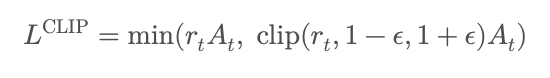 L^CLIP = min(r_t A_t, clip(r_t, 1 − ϵ, 1 + ϵ)A_t)